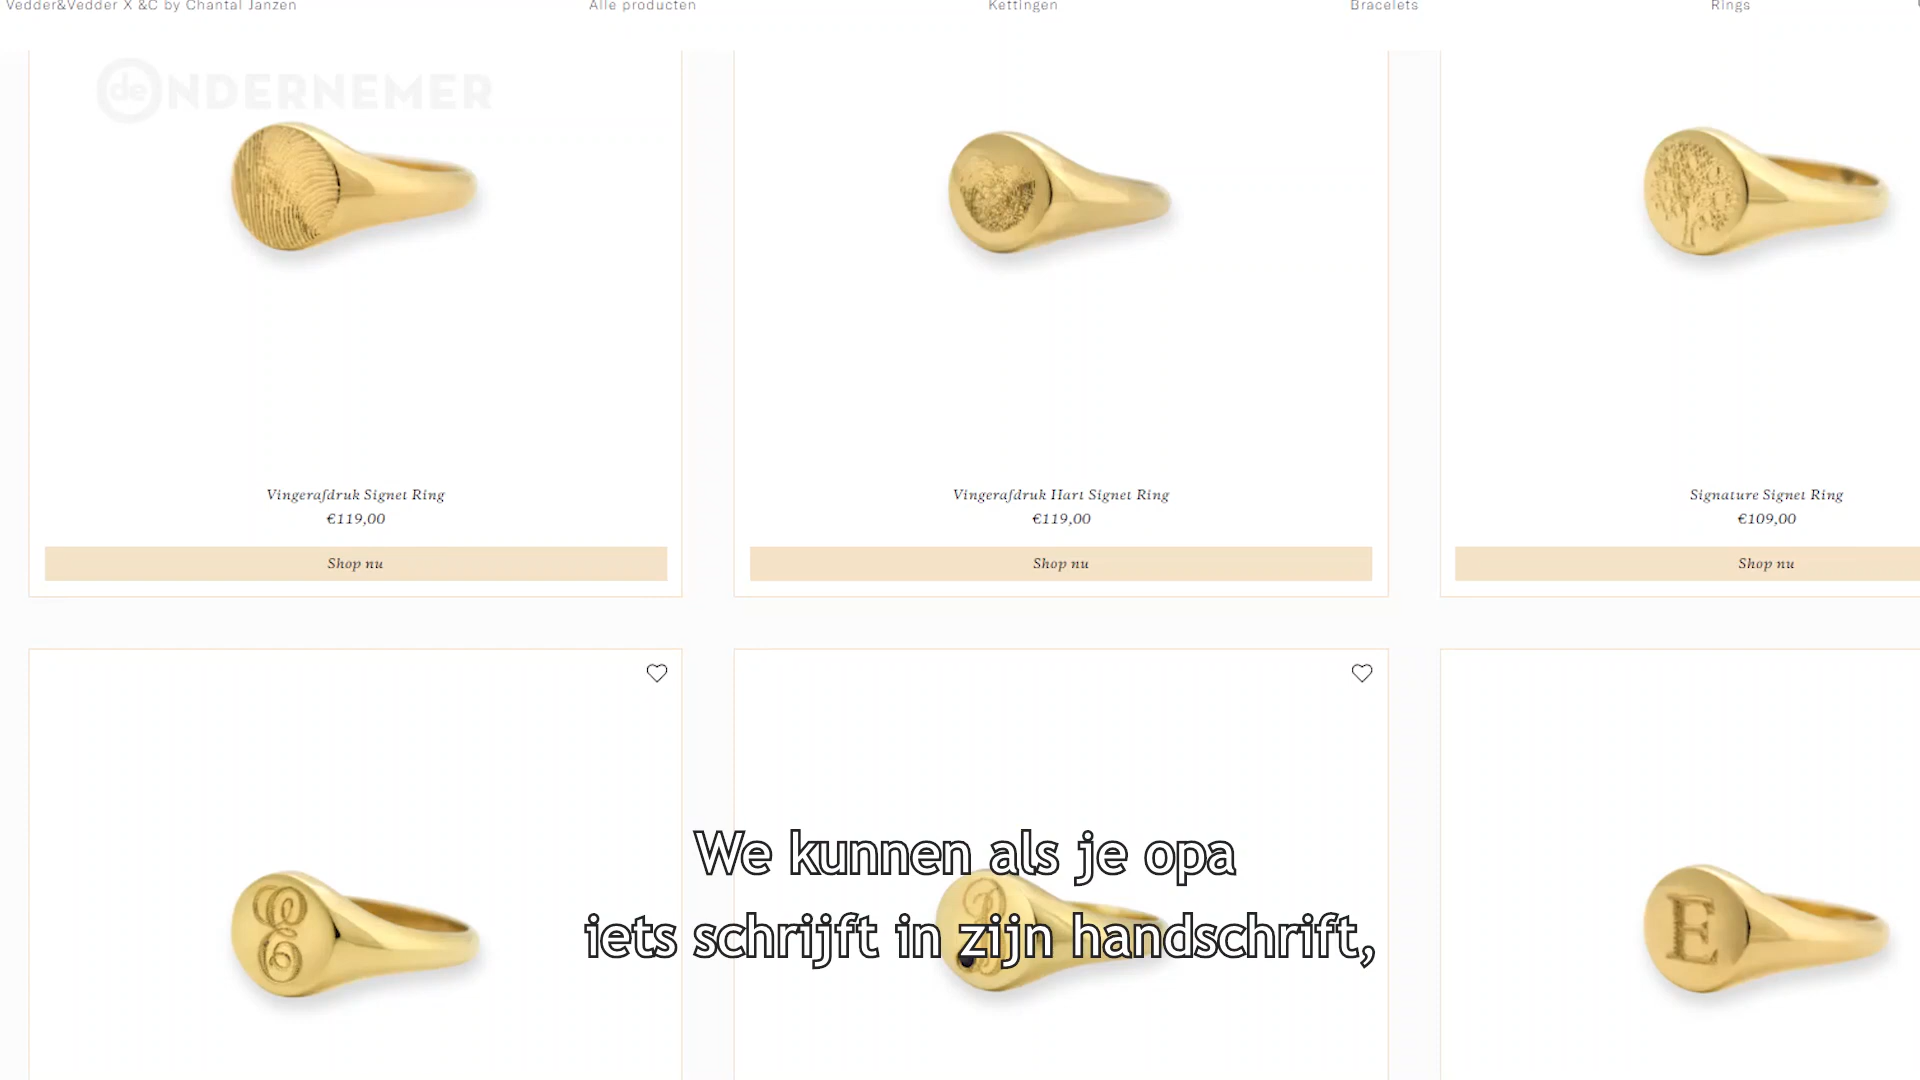 Vedder&Vedder X &C by Chantal Janzen
Alle producten
Kettingen
Bracelets
Rings
deONDERNEMER
Vingerafdruk Signet Ring
€119,00
Shop nu
Vingerafdruk Hart Signet Ring
€119,00
Shop nu
Signature Signet Ring
€109,00
Shop nu
E
We kunnen als je opa
iets schrijft in zijn handschrift,
E